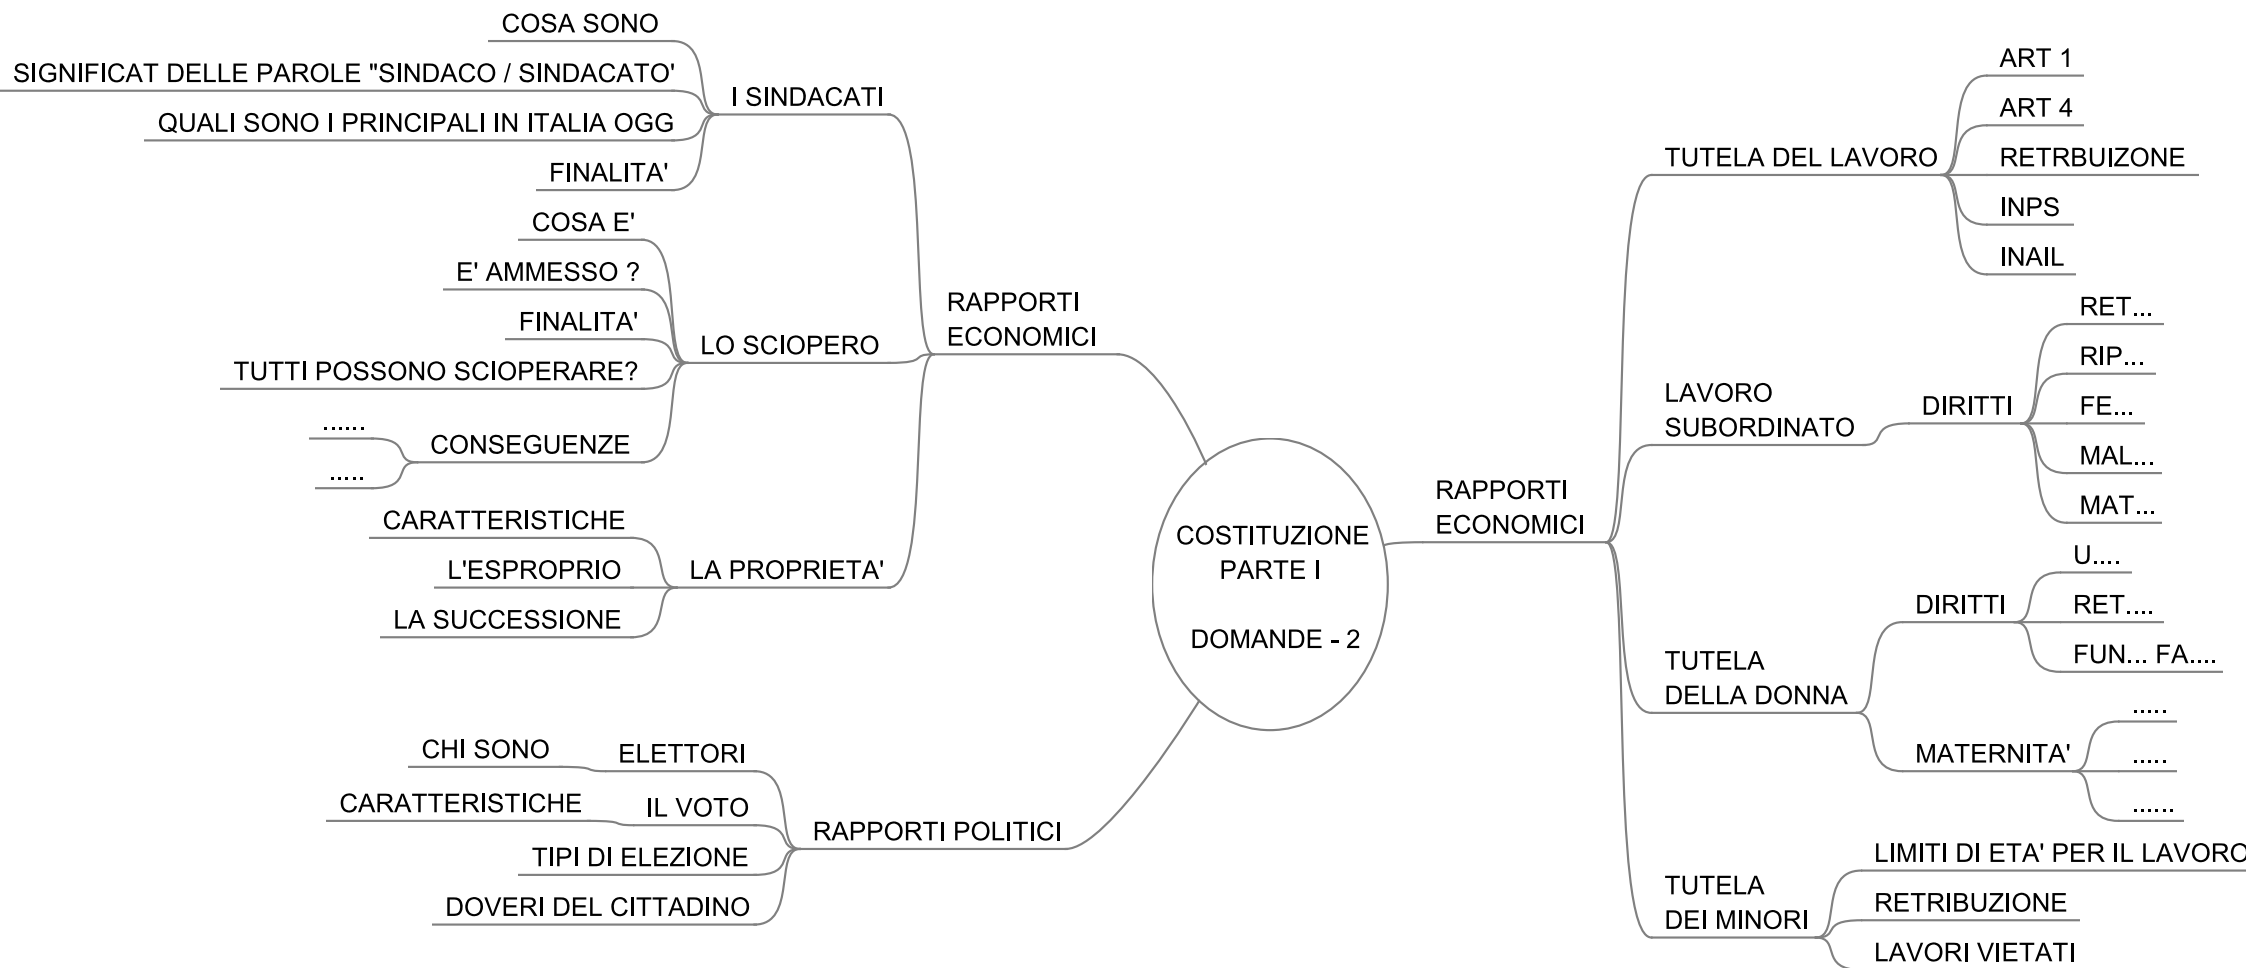 COSA SONO
SIGNIFICAT DELLE PAROLE "SINDACO / SINDACATO'
QUALI SONO I PRINCIPALI IN ITALIA OGG
FINALITA'
I SINDACATI
COSA E'
E' AMMESSO ?
FINALITA'
TUTTI POSSONO SCIOPERARE?
......
.....
CONSEGUENZE
LO SCIOPERO
CARATTERISTICHE
L'ESPROPRIO
LA SUCCESSIONE
LA PROPRIETA'
RAPPORTI
ECONOMICI
CHI SONO
ELETTORI
CARATTERISTICHE
IL VOTO
TIPI DI ELEZIONE
DOVERI DEL CITTADINO
RAPPORTI POLITICI
COSTITUZIONE
PARTE I
DOMANDE - 2
RAPPORTI
ECONOMICI
TUTELA DEL LAVORO
ART 1
ART 4
RETRBUIZONE
INPS
INAIL
LAVORO
SUBORDINATO
DIRITTI
RET...
RIP...
FE...
MAL...
MAT...
TUTELA
DELLA DONNA
DIRITTI
U....
RET....
FUN... FA....
MATERNITA'
.....
.....
......
TUTELA
DEI MINORI
LIMITI DI ETA' PER IL LAVORO
RETRIBUZIONE
LAVORI VIETATI